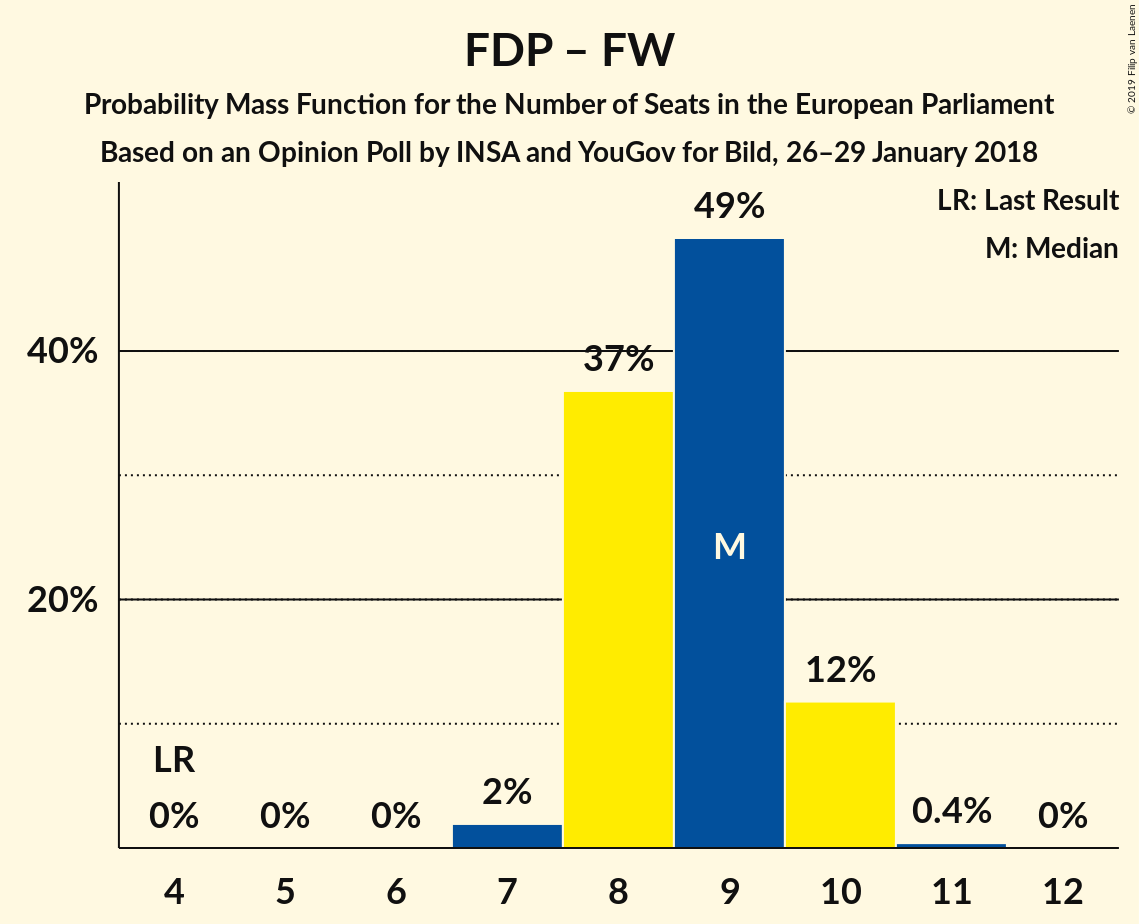 FDP – FW
Probability Mass Function for the Number of Seats in the European Parliament
Based on an Opinion Poll by INSA and YouGov for Bild, 26–29 January 2018
© 2019 Filip van Laenen
LR: Last Result
M: Median
49%
40%
37%
M
20%
12%
LR
0%
0%
0%
2%
0.4%
0%
4 5 6 7 8 9 10 11 12